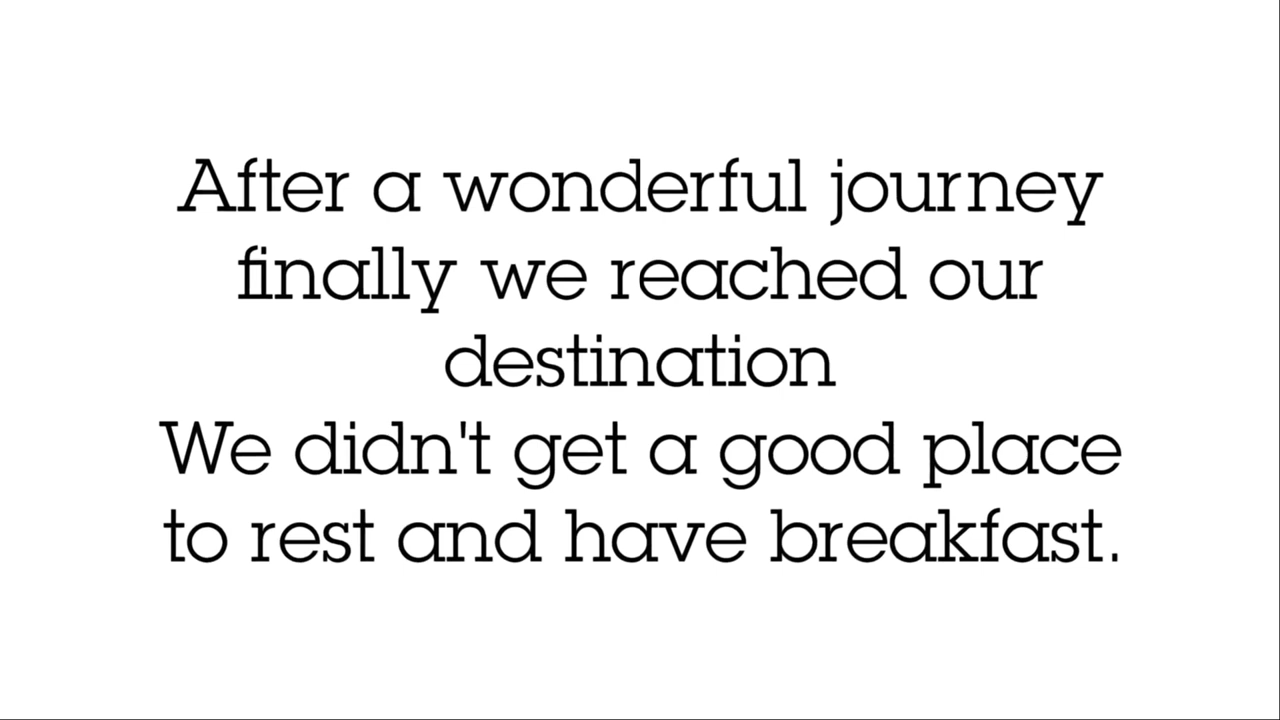 After a wonderful journey
finally we reached our
destination
We didn't get a good place
to rest and have breakfast.